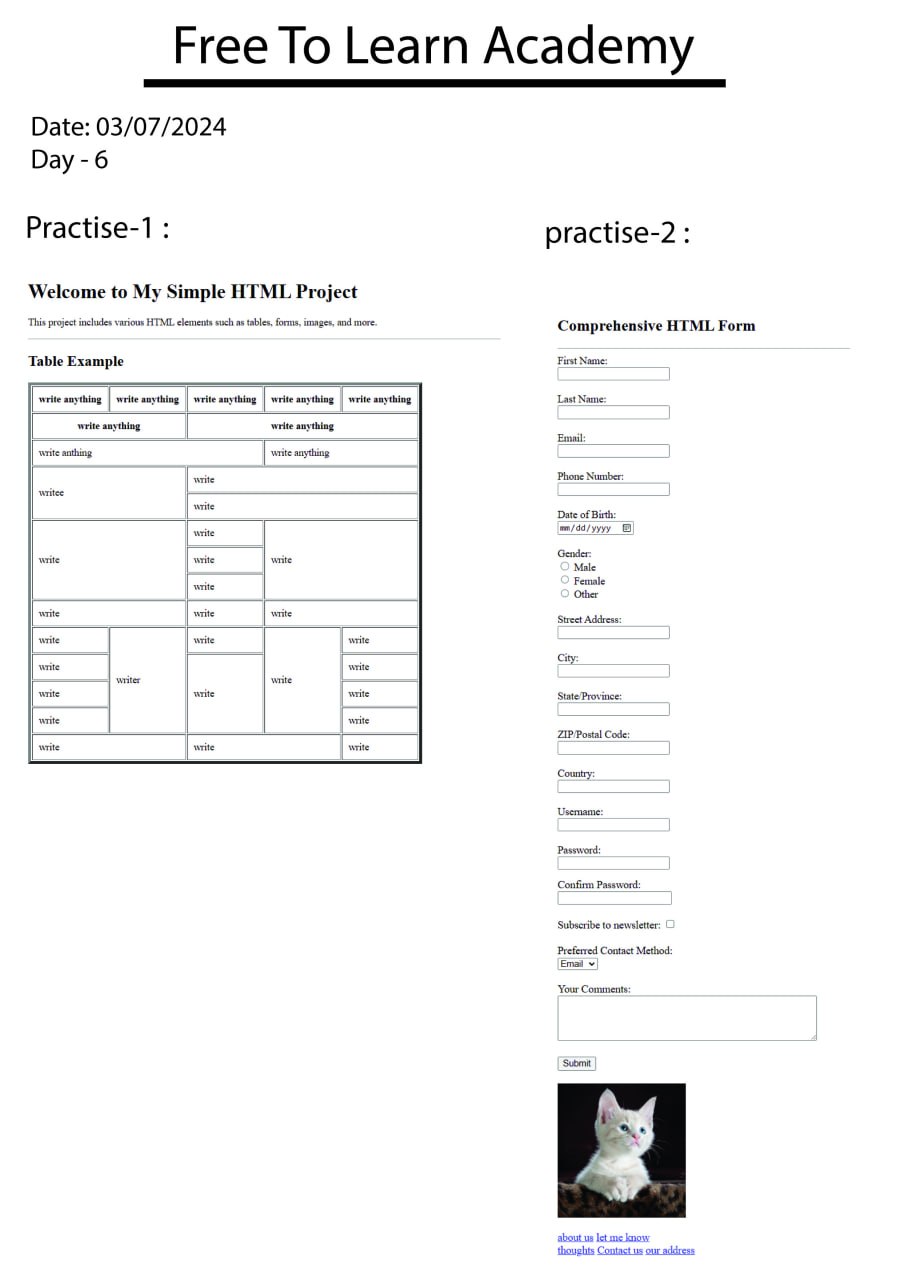 Free To Learn Academy
Date: 03/07/2024
Day - 6
Practise-1 :
Welcome to My Simple HTML Project
This project includes various HTML elements such as tables, forms, images, and more.
Table Example
write anything write anything write anything write anything write anything
write anything write anything
write anthing write anything
writee write
write
write write write
write
write
write write write
write writer write write write
write write write
write write
write write
write write write
practise-2 :
Comprehensive HTML Form
First Name:
Last Name:
Email:
Phone Number:
Date of Birth:
mm/dd/yyyy
Gender:
Male
Female
Other
Street Address:
City:
State/Province:
ZIP/Postal Code:
Country:
Username:
Password:
Confirm Password:
Subscribe to newsletter:
Preferred Contact Method:
Email
Your Comments:
Submit
about us let me know
thoughts Contact us our address